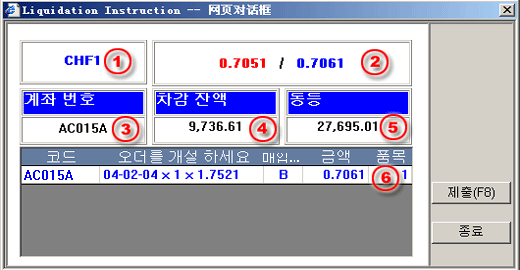 Liquidation Instruction -- 网页对话框
CHF1 1
0.7051 / 0.7061 2
계좌 번호 차감 잔액 동등
AC015A 3 9,736.61 4 27,695.01 5
코드 오더를 개설 하세요 매입... 금액 품목
AC015A 04-02-04 x 1 x 1.7521 B 0.7061 6 1
제출(F8)
종료